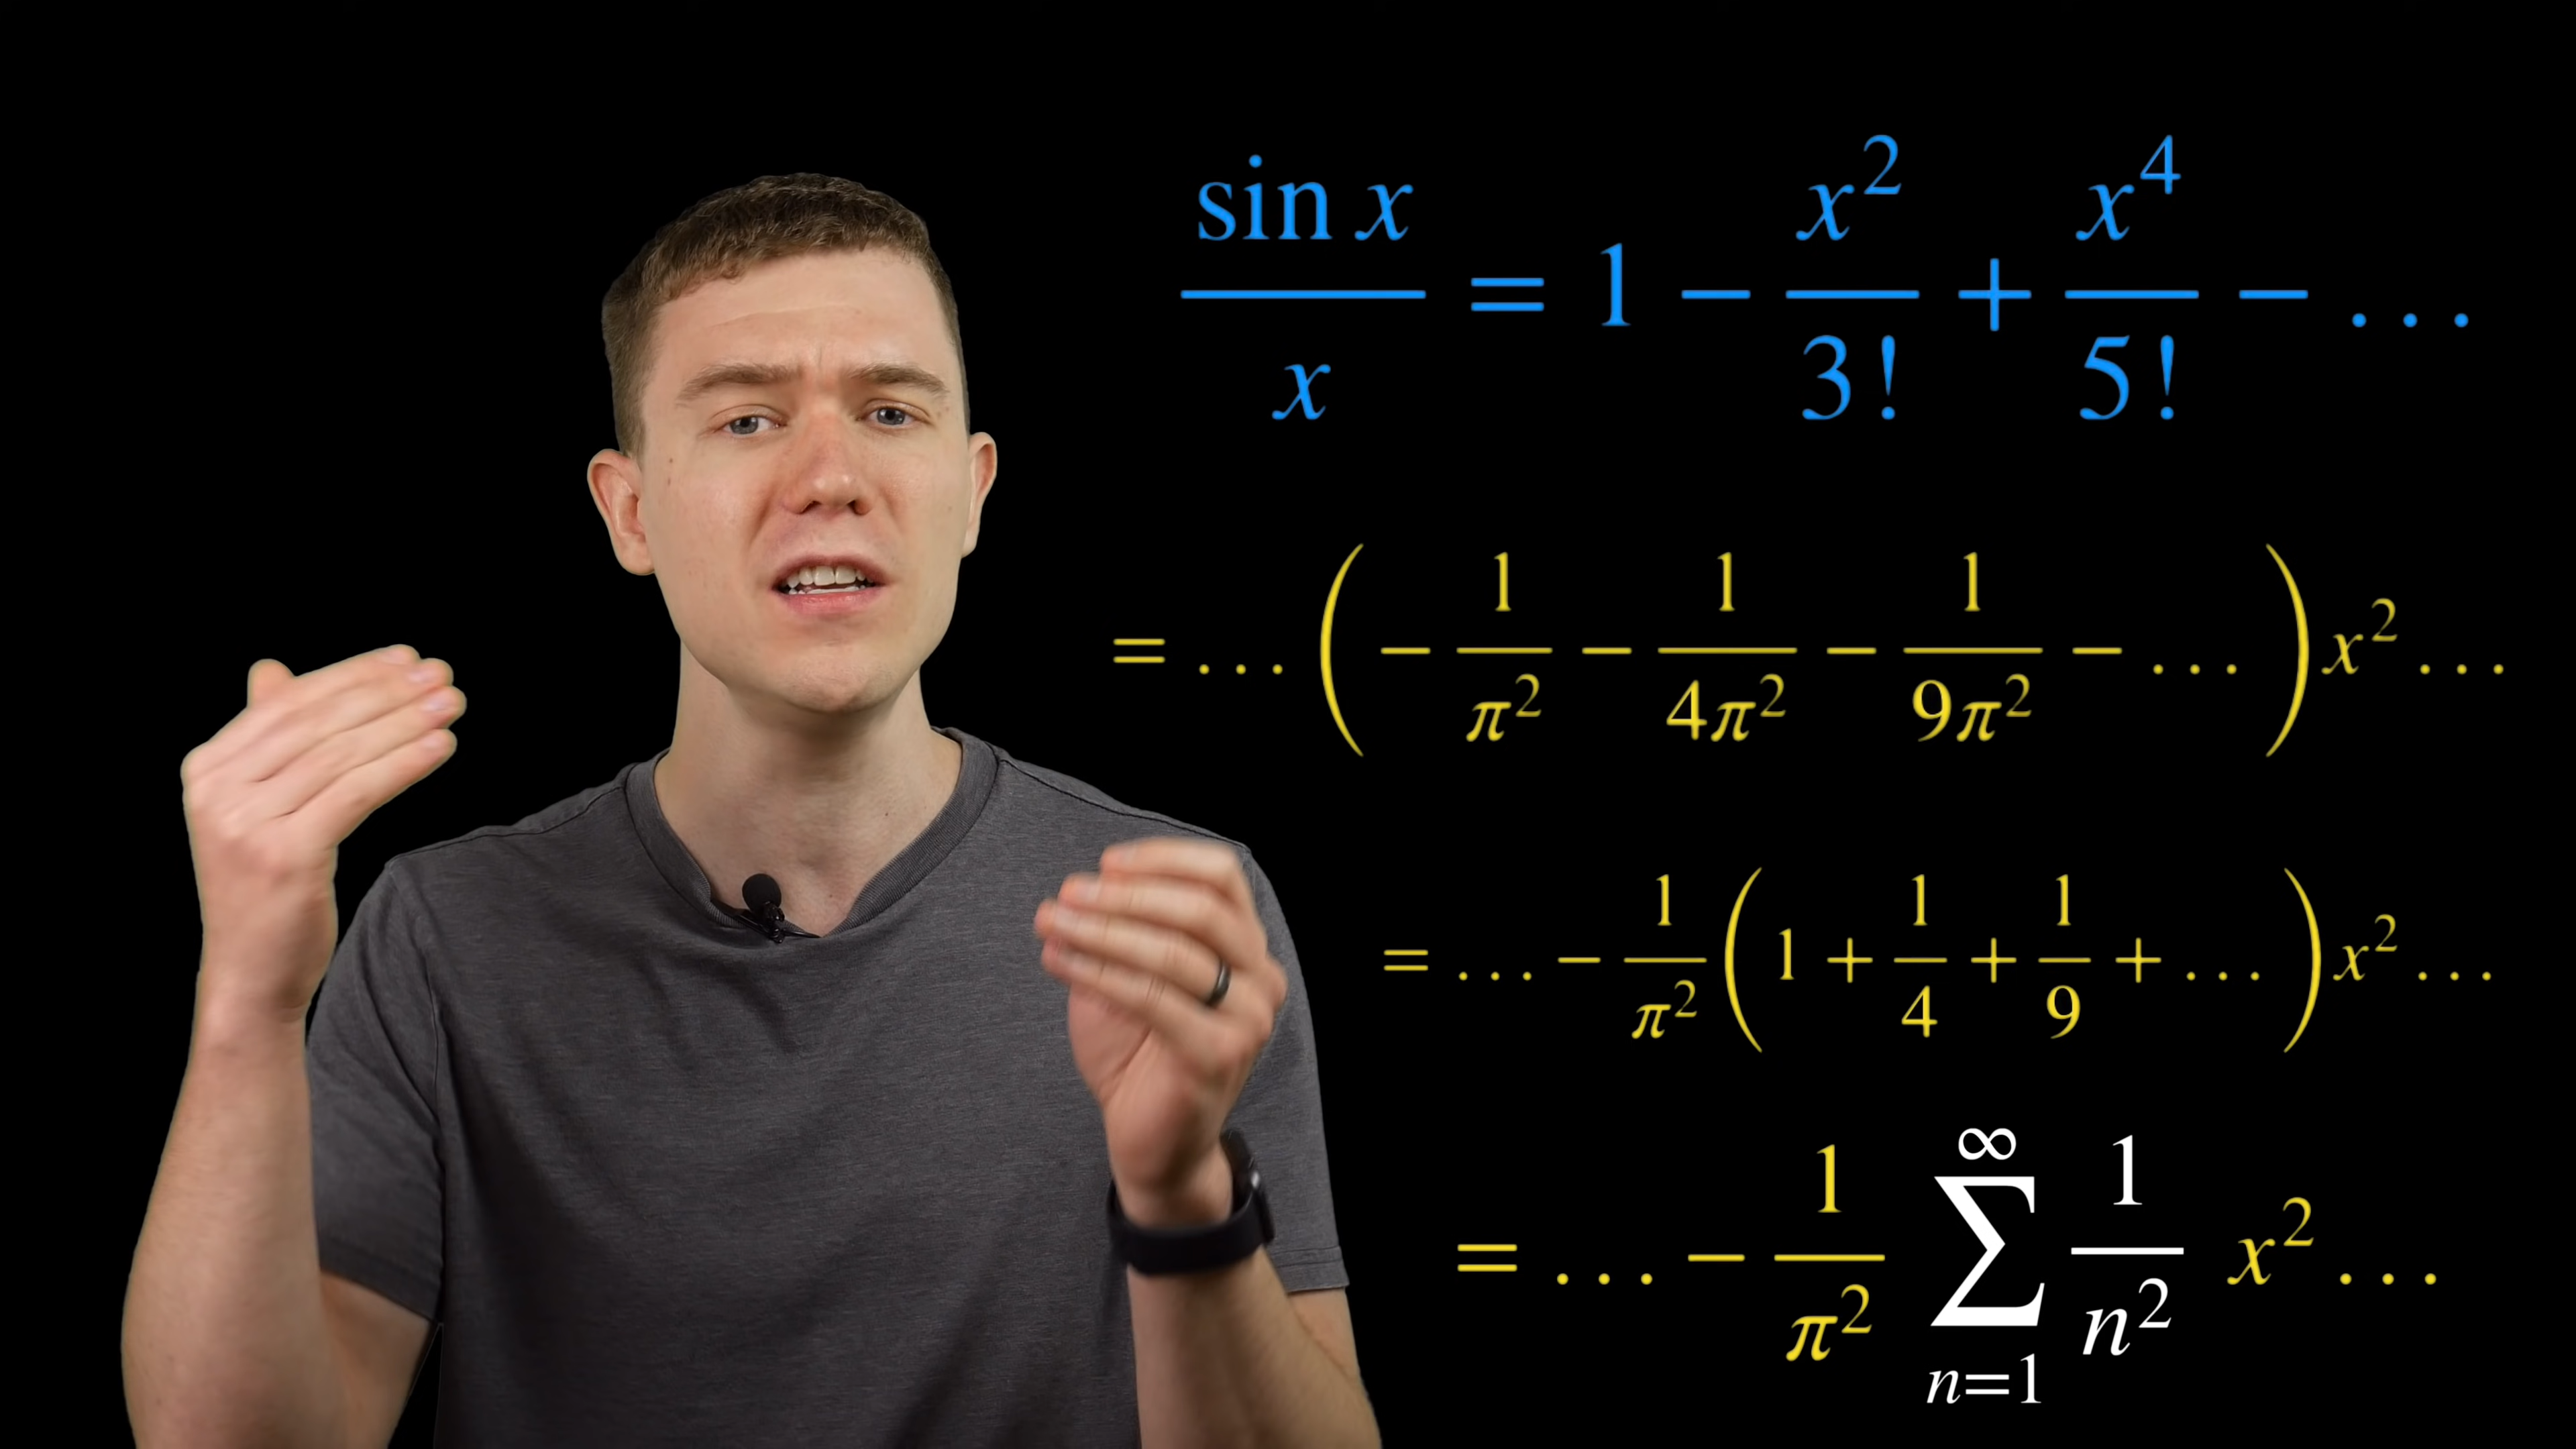 sin x / x = 1 − x² / 3! + x⁴ / 5! − ...
= ... ( − 1 / π² − 1 / 4π² − 1 / 9π² − ... ) x² ...
= ... − 1 / π² ( 1 + 1 / 4 + 1 / 9 + ... ) x² ...
= ... − 1 / π² ∑ₙ₌₁^∞ 1 / n² x² ...